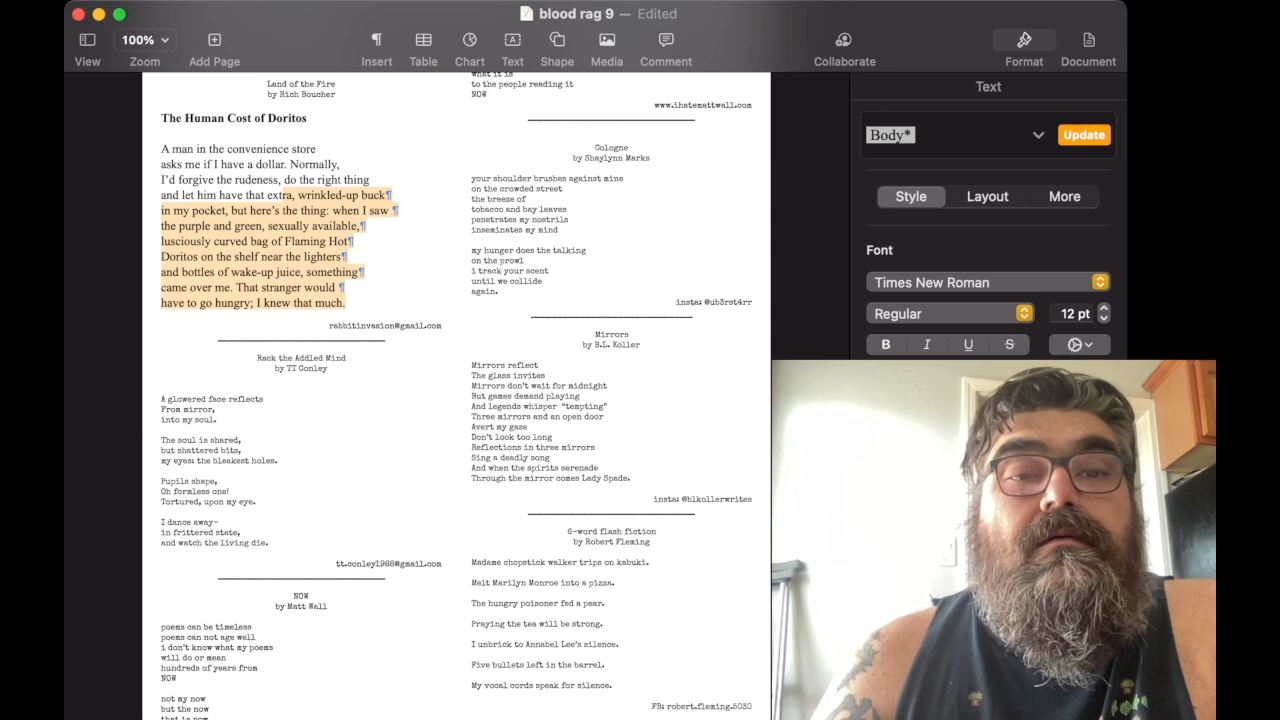 blood rag 9 — Edited
100%
View
Zoom
Add Page
Insert
Table
Chart
Text
Shape
Media
Comment
Collaborate
Format
Document
Land of the Fire
by Rich Boucher
The Human Cost of Doritos
A man in the convenience store
asks me if I have a dollar. Normally,
I'd forgive the rudeness, do the right thing
and let him have that extra, wrinkled-up buck¶
in my pocket, but here's the thing: when I saw ¶
the purple and green, sexually available,¶
lusciously curved bag of Flaming Hot¶
Doritos on the shelf near the lighters¶
and bottles of wake-up juice, something¶
came over me. That stranger would ¶
have to go hungry; I knew that much.
rabbitinvasion@gmail.com
Rack the Addled Mind
by TT Conley
A glowered face reflects
From mirror,
into my soul.
The soul is shared,
but shattered bits,
my eyes: the bleakest holes.
Pupils shape,
Oh formless one!
Tortured, upon my eye.
I dance away—
in frittered state,
and watch the living die.
tt.conley1988@gmail.com
NOW
by Matt Wall
poems can be timeless
poems can not age well
i don't know what my poems
will do or mean
hundreds of years from
NOW
not my now
but the now
that is now
what it is
to the people reading it
NOW
www.ihatemattwall.com
Cologne
by Shaylynn Marks
your shoulder brushes against mine
on the crowded street
the breeze of
tobacco and bay leaves
penetrates my nostrils
inseminates my mind
my hunger does the talking
on the prowl
i track your scent
until we collide
again.
insta: @ub3rst4rr
Mirrors
by B.L. Koller
Mirrors reflect
The glass invites
Mirrors don't wait for midnight
But games demand playing
And legends whisper “tempting”
Three mirrors and an open door
Avert my gaze
Don't look too long
Reflections in three mirrors
Sing a deadly song
And when the spirits serenade
Through the mirror comes Lady Spade.
insta: @blkollerwrites
6-word flash fiction
by Robert Fleming
Madame chopstick walker trips on kabuki.
Melt Marilyn Monroe into a pizza.
The hungry poisoner fed a pear.
Praying the tea will be strong.
I unbrick to Annabel Lee's silence.
Five bullets left in the barrel.
My vocal cords speak for silence.
FB: robert.fleming.5030
Text
Body*
Update
Style
Layout
More
Font
Times New Roman
Regular
12 pt
B
I
U
S